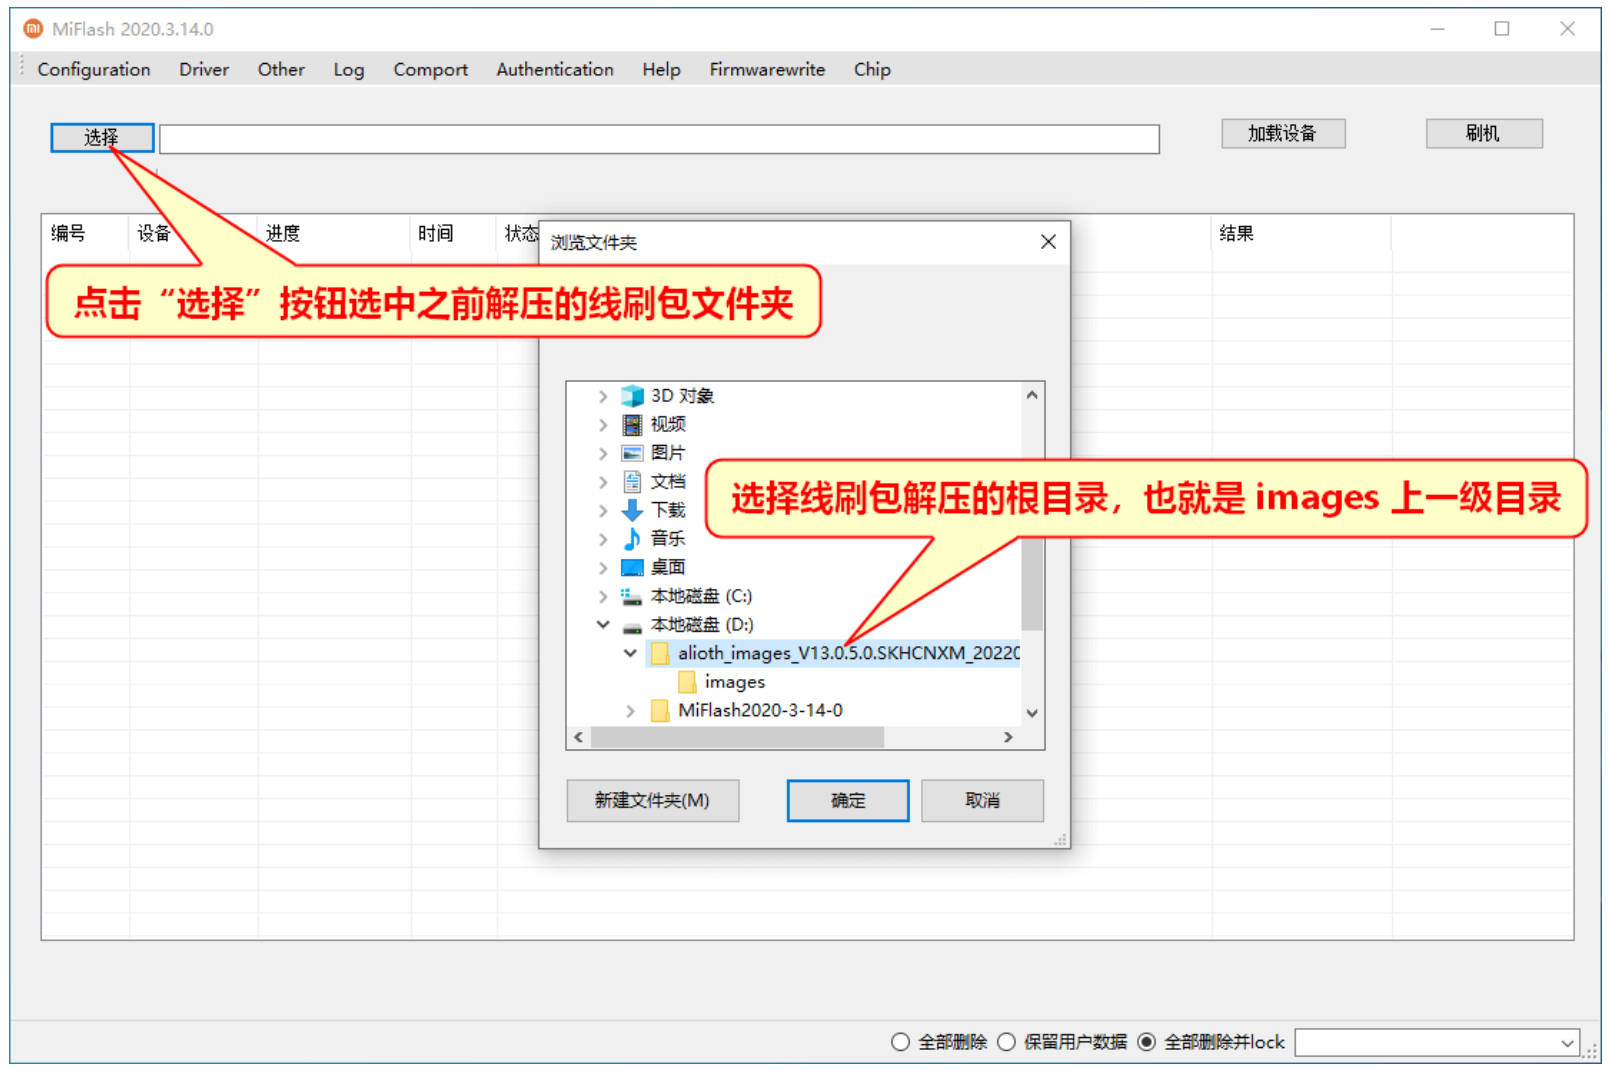 MiFlash 2020.3.14.0
Configuration Driver Other Log Comport Authentication Help Firmwarewrite Chip
选择 加载设备 刷机
编号 设备 进度 时间 状态 结果
浏览文件夹
点击“选择”按钮选中之前解压的线刷包文件夹
3D 对象
视频
图片
文档
选择线刷包解压的根目录，也就是 images 上一级目录
下载
音乐
桌面
本地磁盘 (C:)
本地磁盘 (D:)
alioth_images_V13.0.5.0.SKHCNXM_20220
images
MiFlash2020-3-14-0
新建文件夹(M) 确定 取消
全部删除 保留用户数据 全部删除并lock